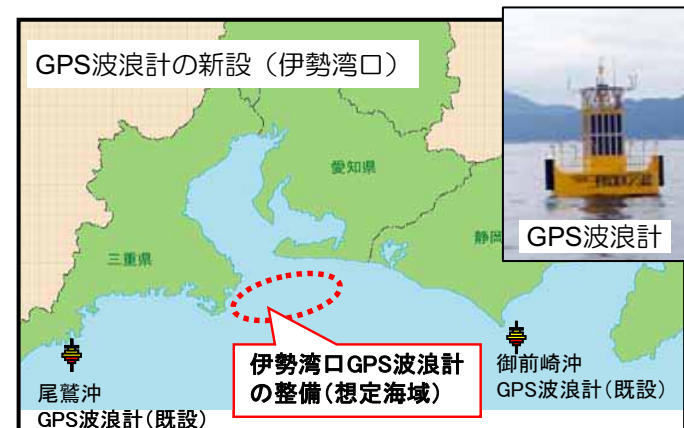 GPS波浪計の新設（伊勢湾口）
GPS波浪計
愛知県
静岡
三重県
伊勢湾口GPS波浪計
の整備（想定海域）
御前崎沖
GPS波浪計（既設）
尾鷲沖
GPS波浪計（既設）